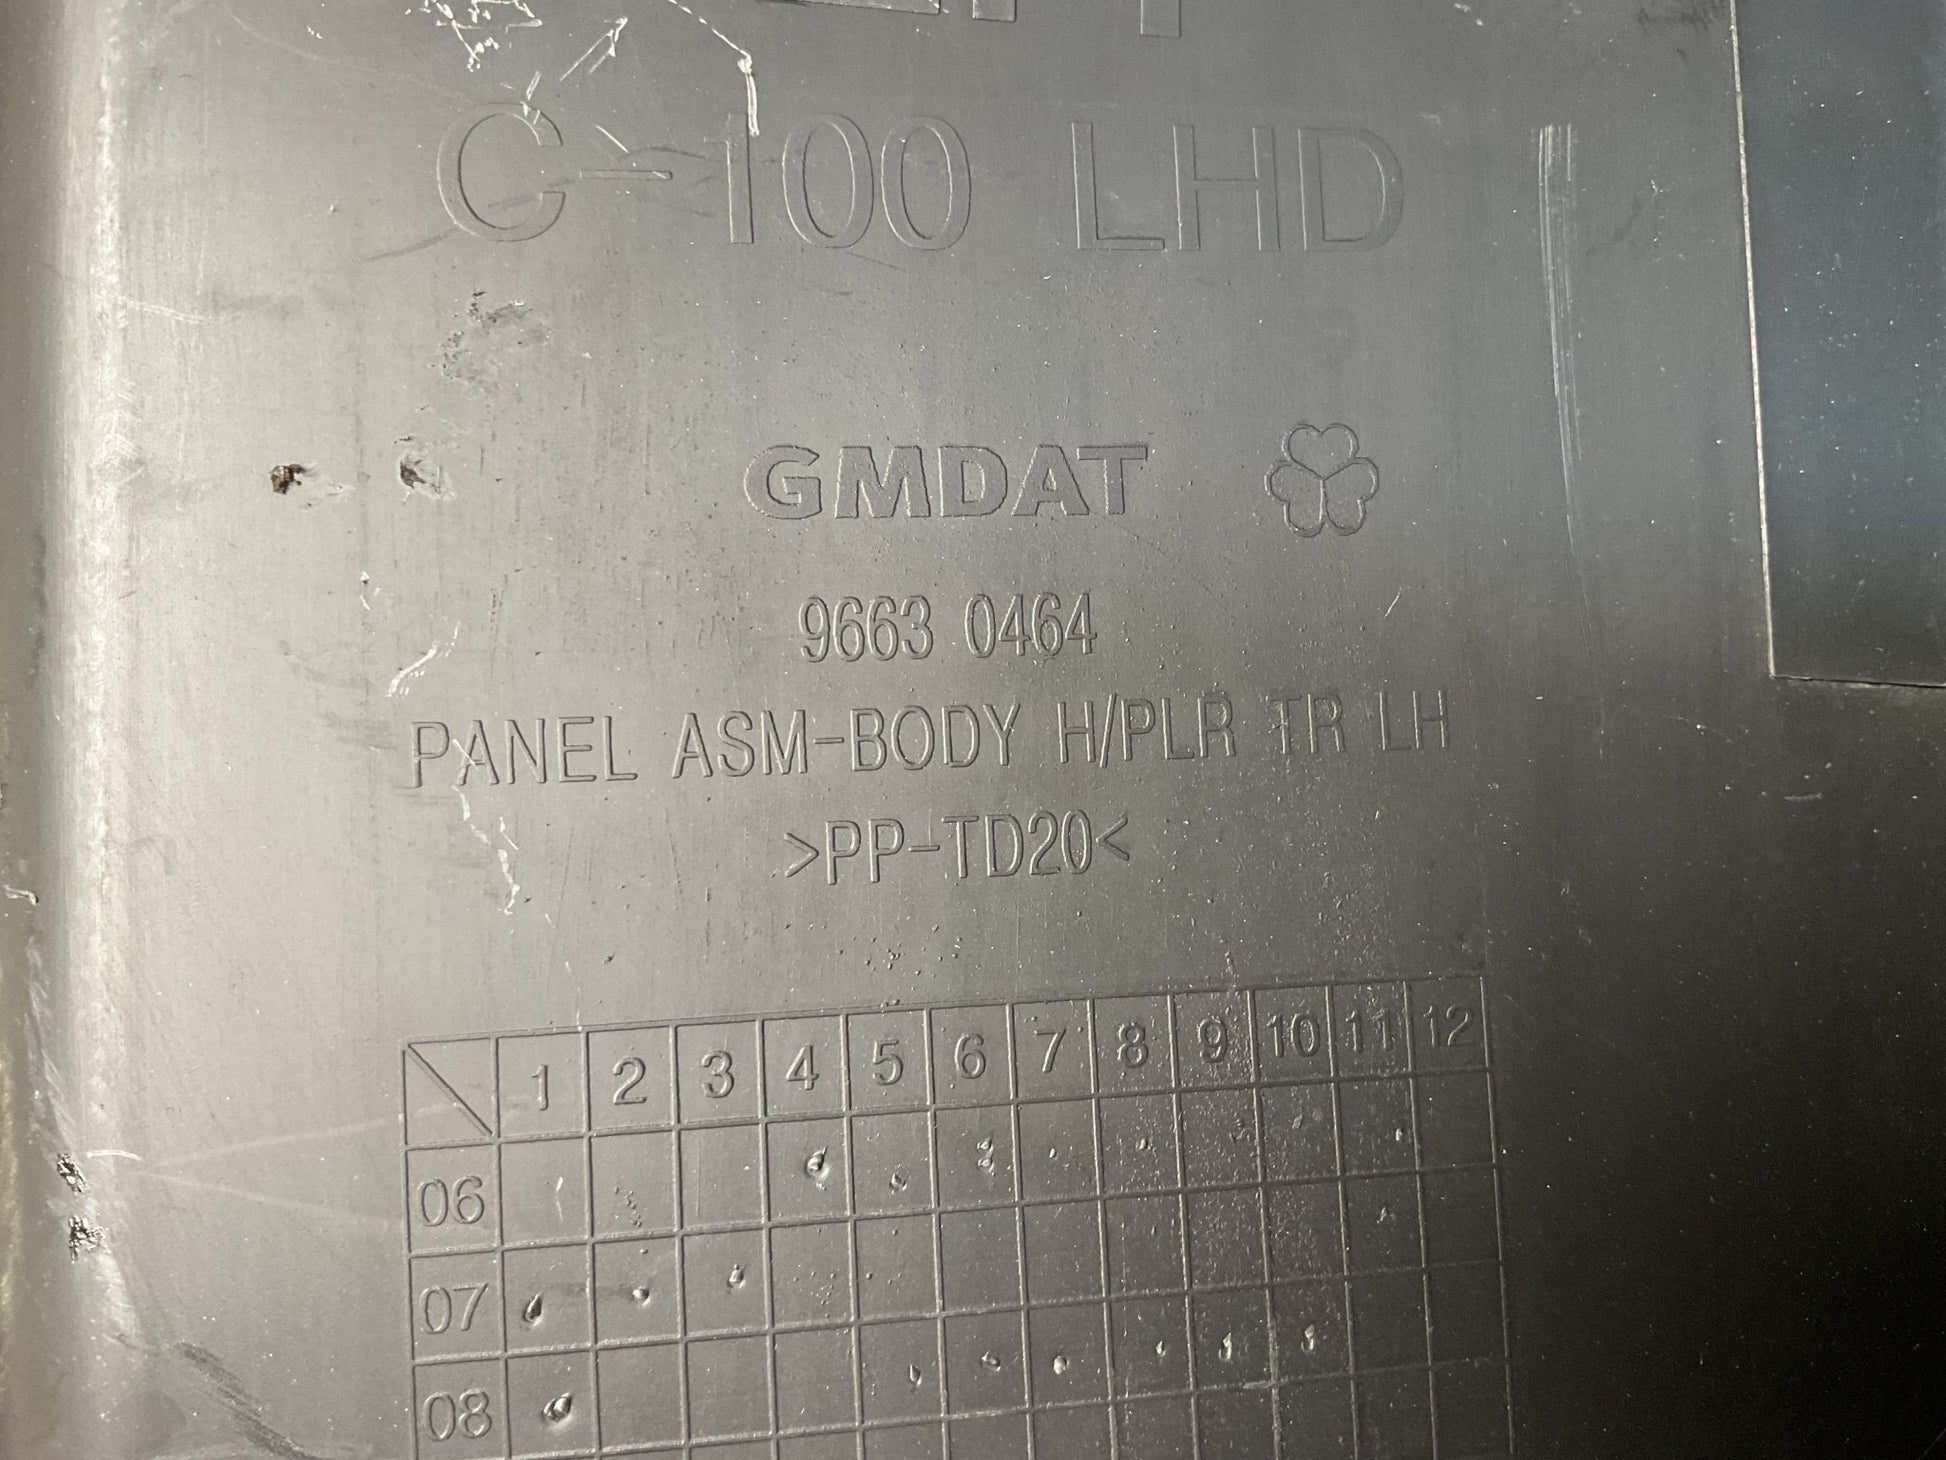 C-100 LHD
GMDAT
9663 0464
PANEL ASM-BODY H/PLR TR LH
>PP-TD20<
1 2 3 4 5 6 7 8 9 10 11 12
06
07
08